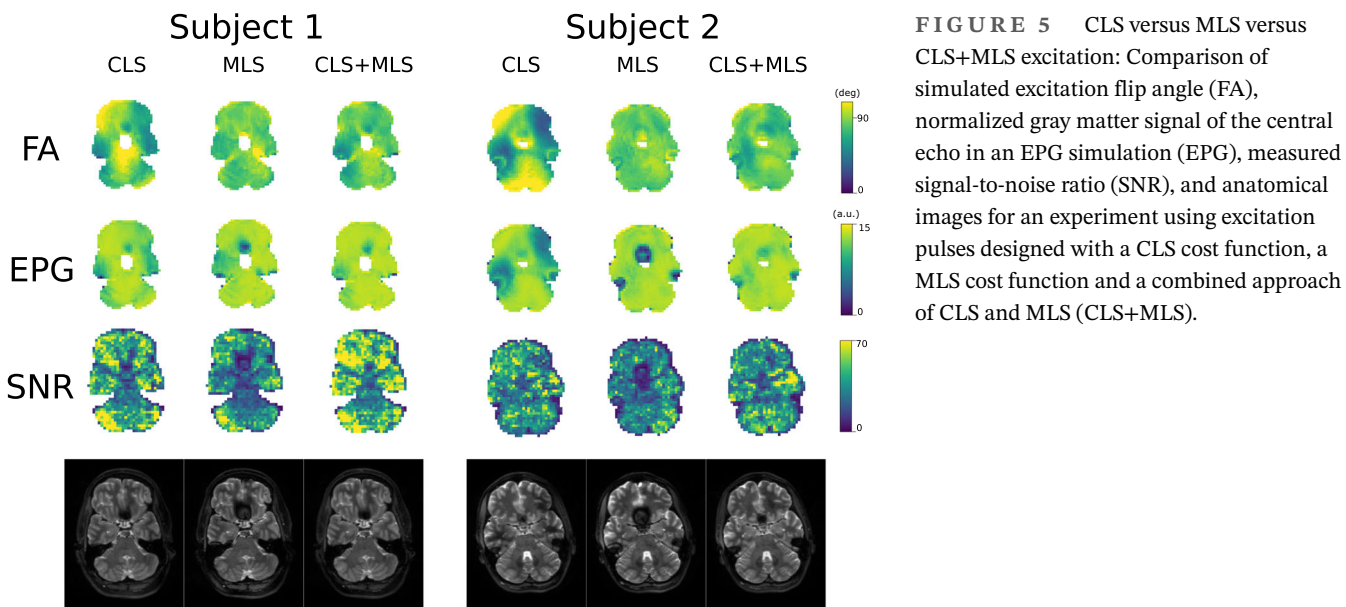 Subject 1
Subject 2
CLS
MLS
CLS+MLS
CLS
MLS
CLS+MLS
FA
(deg)
90
0
EPG
(a.u.)
15
0
SNR
70
0
FIGURE 5 CLS versus MLS versus
CLS+MLS excitation: Comparison of
simulated excitation flip angle (FA),
normalized gray matter signal of the central
echo in an EPG simulation (EPG), measured
signal-to-noise ratio (SNR), and anatomical
images for an experiment using excitation
pulses designed with a CLS cost function, a
MLS cost function and a combined approach
of CLS and MLS (CLS+MLS).